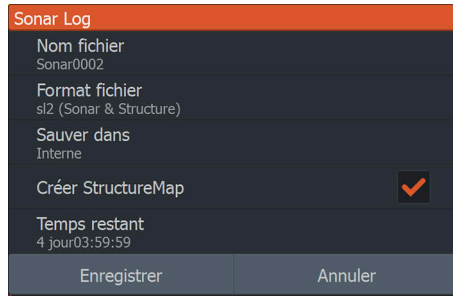 Sonar Log
Nom fichier
Sonar0002
Format fichier
sl2 (Sonar & Structure)
Sauver dans
Interne
Créer StructureMap
Temps restant
4 jour03:59:59
Enregistrer
Annuler